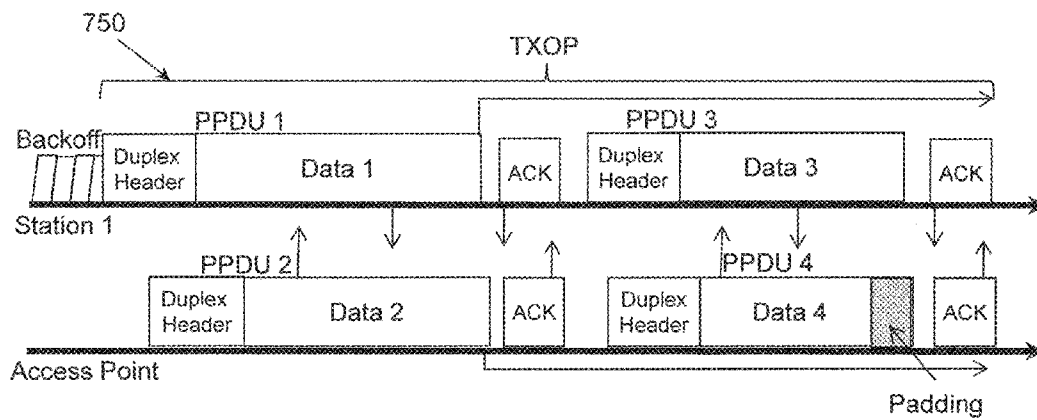 750
TXOP
Backoff
PPDU 1
PPDU 3
Duplex
Header
Data 1
ACK
Duplex
Header
Data 3
ACK
Station 1
PPDU 2
PPDU 4
Duplex
Header
Data 2
ACK
Duplex
Header
Data 4
ACK
Access Point
Padding